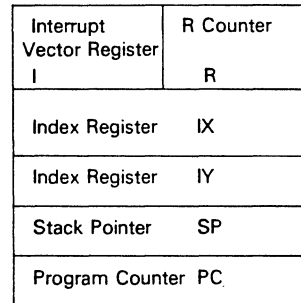 Interrupt R Counter
Vector Register
I R
Index Register IX
Index Register IY
Stack Pointer SP
Program Counter PC